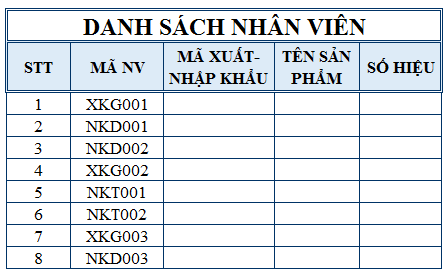 DANH SÁCH NHÂN VIÊN
STT MÃ NV MÃ XUẤT-NHẬP KHẨU TÊN SẢN PHẨM SỐ HIỆU
1 XKG001
2 NKD001
3 NKD002
4 XKG002
5 NKT001
6 NKT002
7 XKG003
8 NKD003